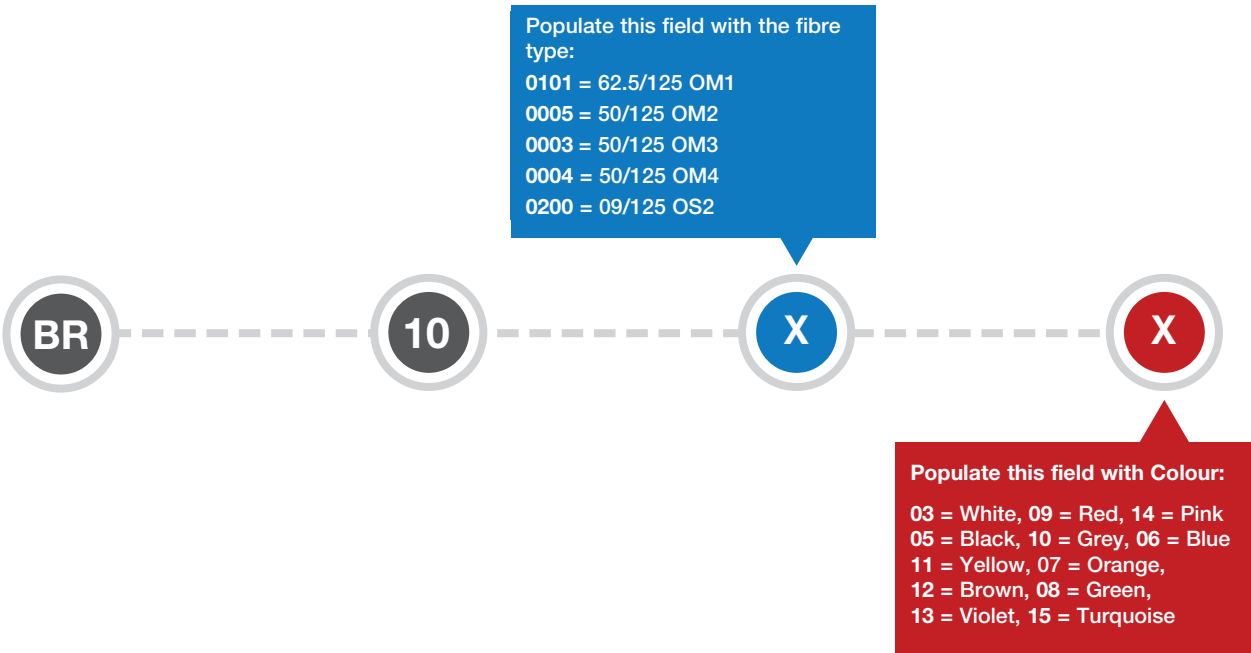 Populate this field with the fibre
type:
0101 = 62.5/125 OM1
0005 = 50/125 OM2
0003 = 50/125 OM3
0004 = 50/125 OM4
0200 = 09/125 OS2
BR
10
X
X
Populate this field with Colour:
03 = White, 09 = Red, 14 = Pink
05 = Black, 10 = Grey, 06 = Blue
11 = Yellow, 07 = Orange,
12 = Brown, 08 = Green,
13 = Violet, 15 = Turquoise